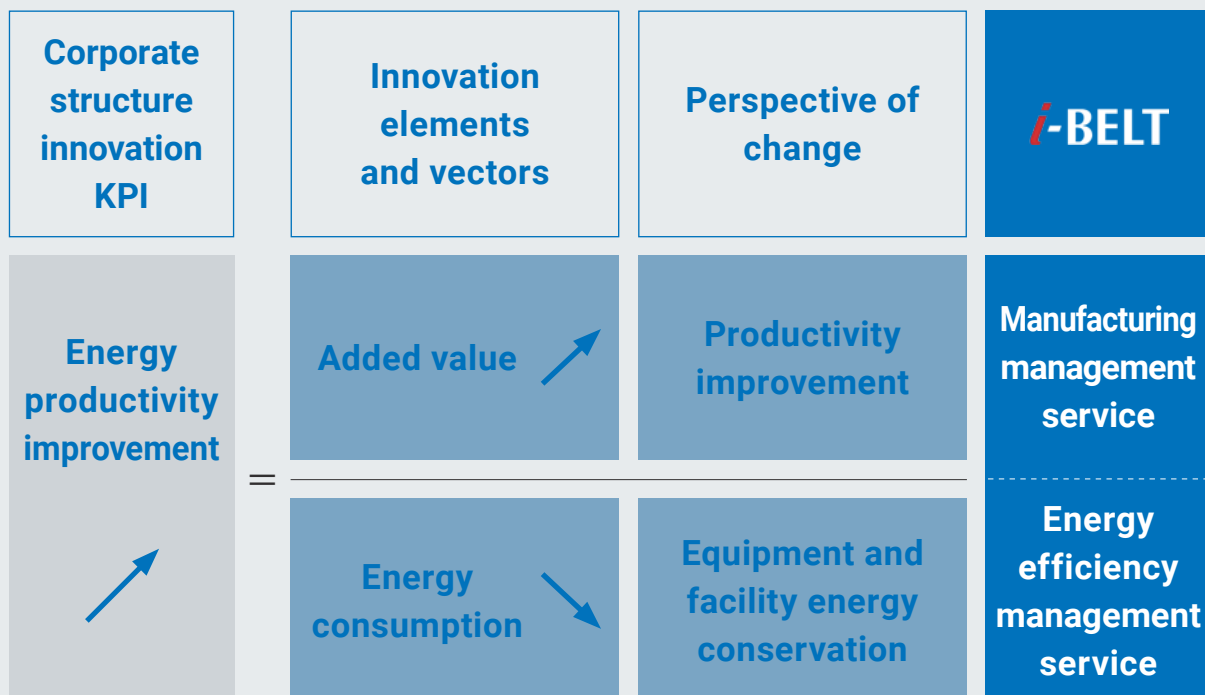 Corporate
structure
innovation
KPI
Innovation
elements
and vectors
Perspective of
change
i-BELT
Energy
productivity
improvement
=
Added value
Productivity
improvement
Manufacturing
management
service
Energy
consumption
Equipment and
facility energy
conservation
Energy
efficiency
management
service